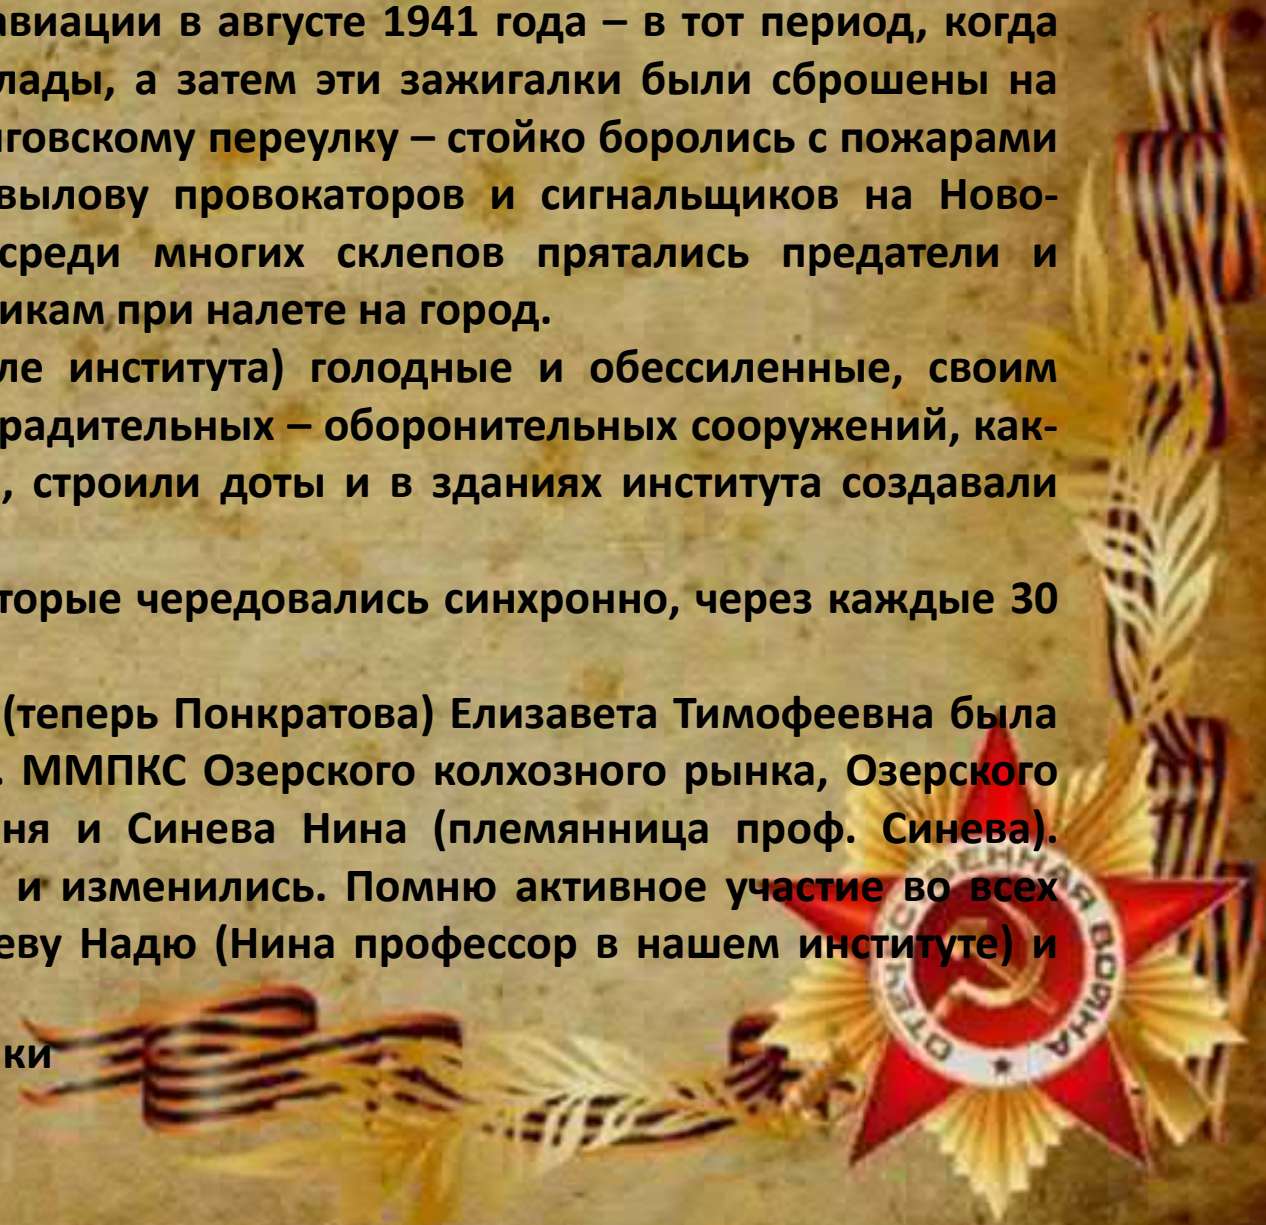 авиации в августе 1941 года – в тот период, когда
лады, а затем эти зажигалки были сброшены на
нговскому переулку – стойко боролись с пожарами
вылову провокаторов и сигнальщиков на Ново-
среди многих склепов прятались предатели и
икам при налете на город.
ле института) голодные и обессиленные, своим
радительных – оборонительных сооружений, как-
, строили доты и в зданиях института создавали
торые чередовались синхронно, через каждые 30
(теперь Понкратова) Елизавета Тимофеевна была
. ММПКС Озерского колхозного рынка, Озерского
ня и Синева Нина (племянница проф. Синева).
и изменились. Помню активное участие во всех
еву Надю (Нина профессор в нашем институте) и
ки
ОТЕЧЕСТВЕННАЯ ВОЙНА